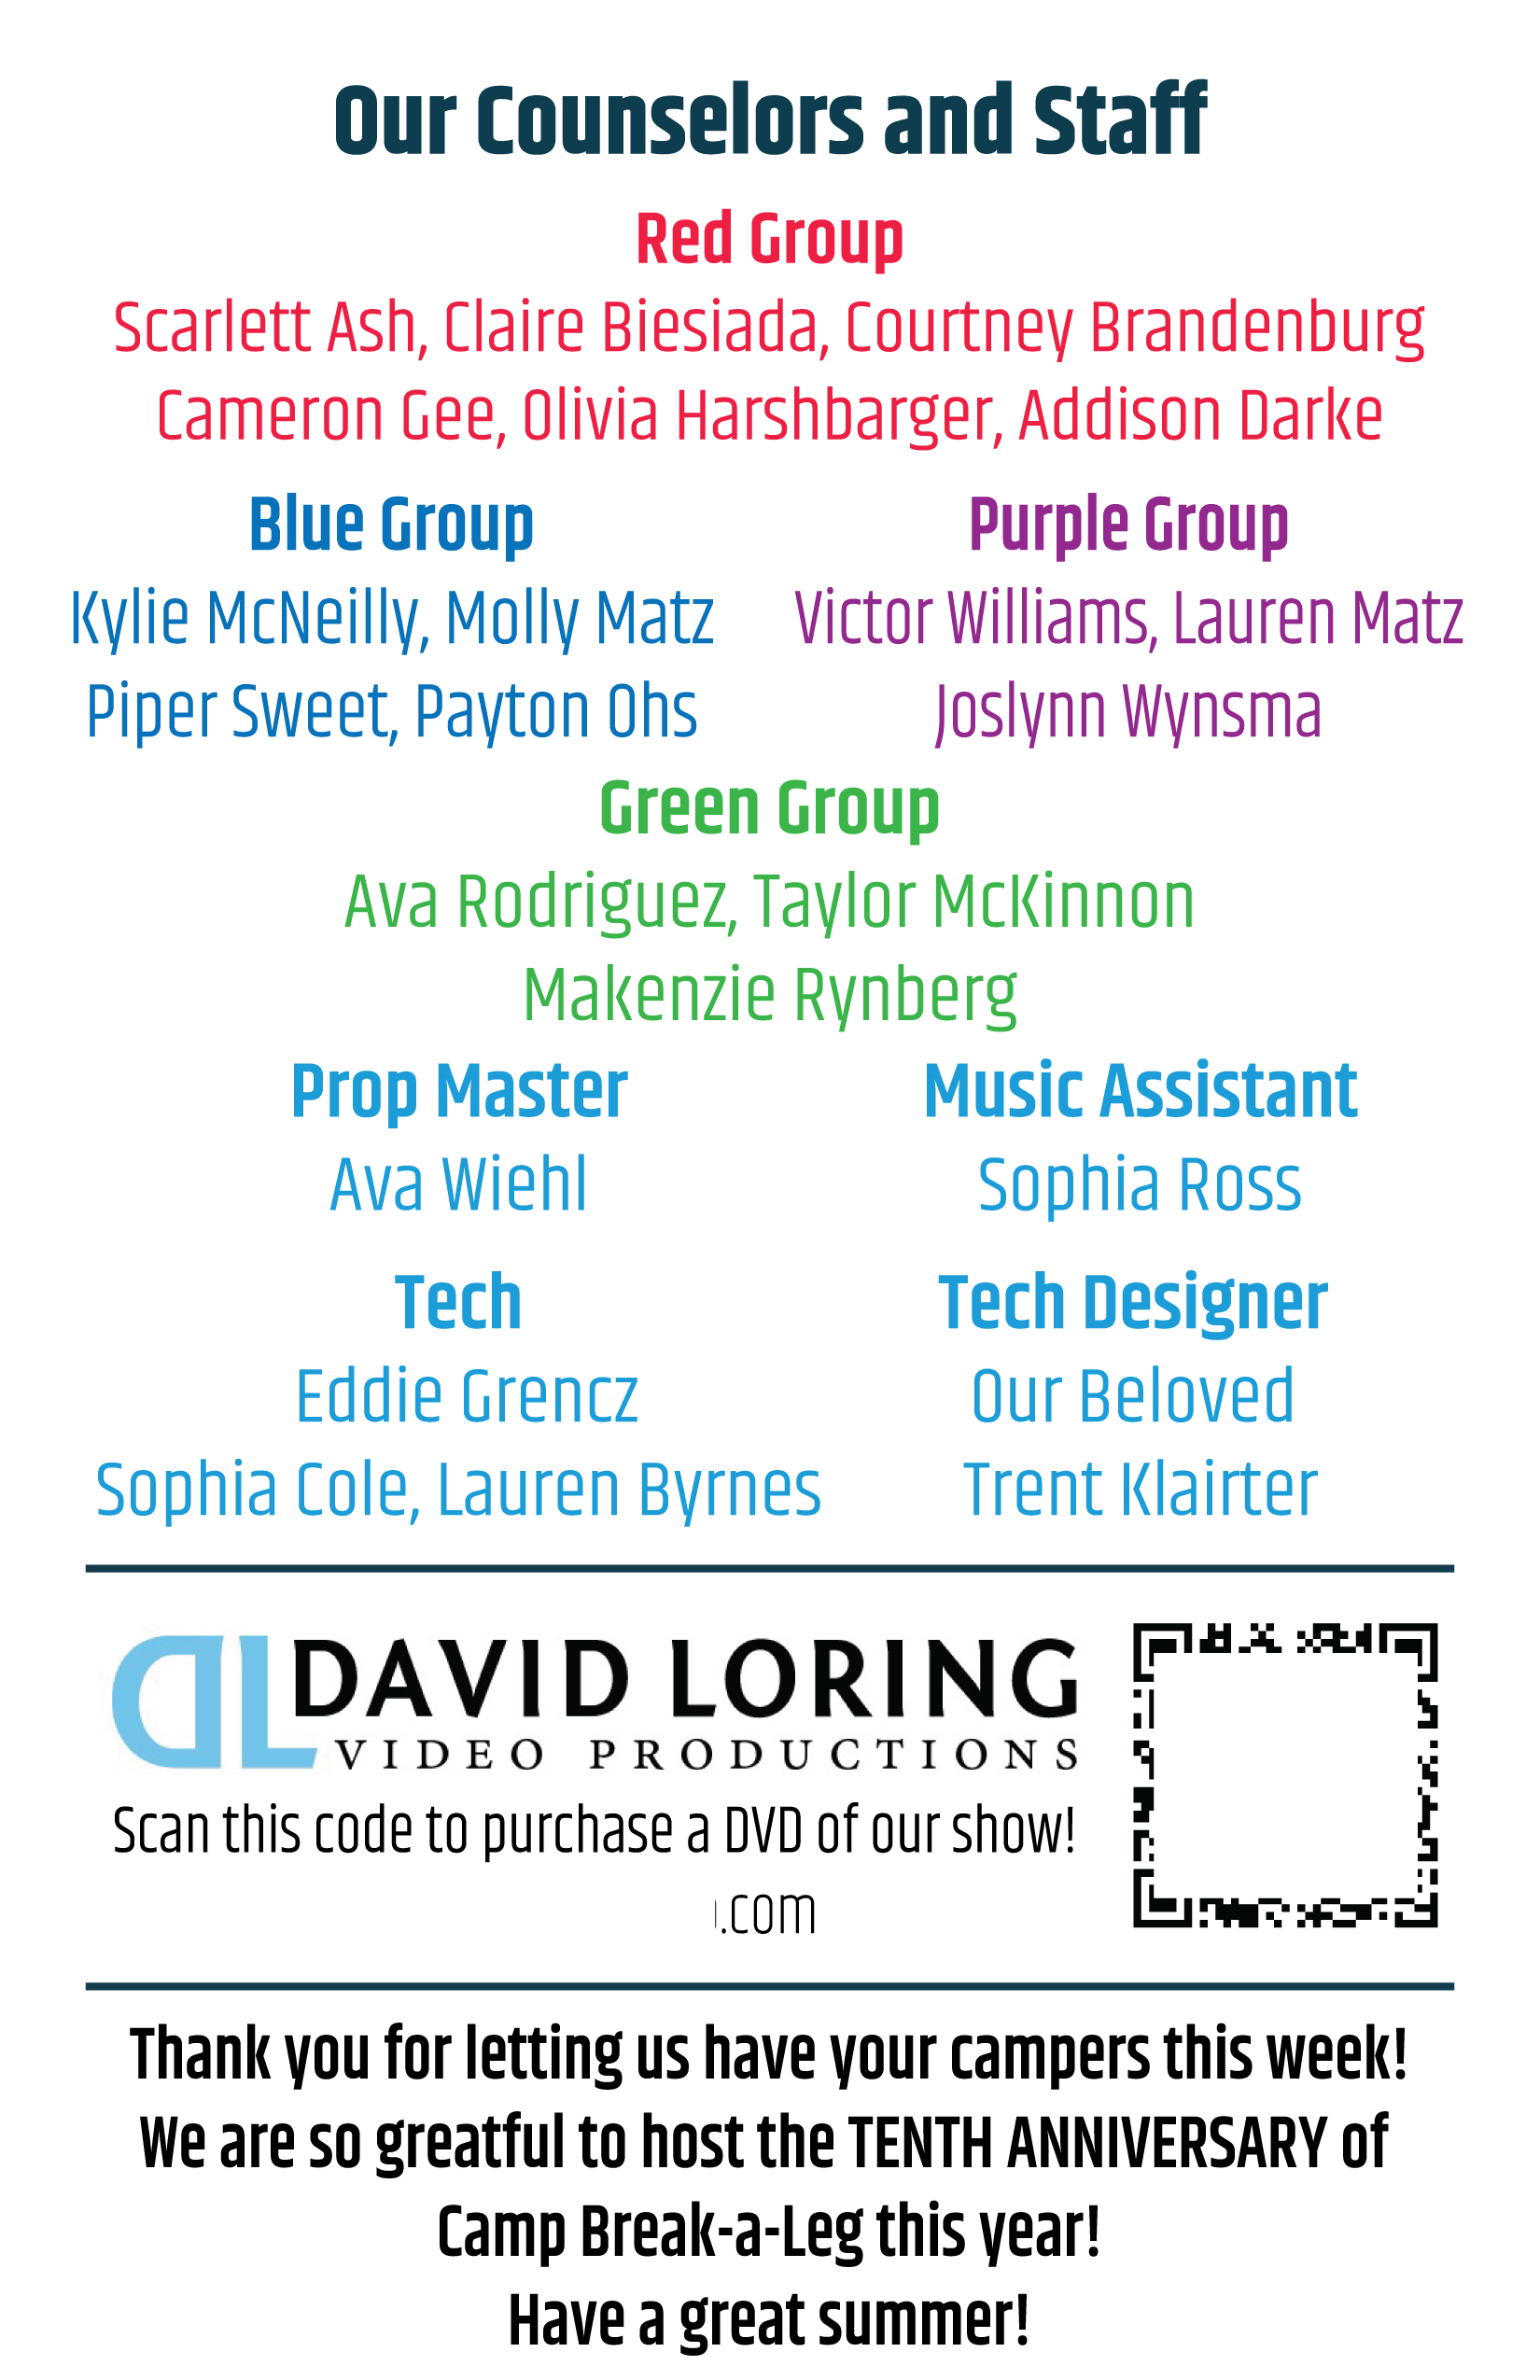 Our Counselors and Staff
Red Group
Scarlett Ash, Claire Biesiada, Courtney Brandenburg
Cameron Gee, Olivia Harshbarger, Addison Darke
Blue Group
Kylie McNeilly, Molly Matz
Piper Sweet, Payton Ohs
Purple Group
Victor Williams, Lauren Matz
Joslynn Wynsma
Green Group
Ava Rodriguez, Taylor McKinnon
Makenzie Rynberg
Prop Master
Ava Wiehl
Music Assistant
Sophia Ross
Tech
Eddie Grencz
Sophia Cole, Lauren Byrnes
Tech Designer
Our Beloved
Trent Klairter
DL DAVID LORING
VIDEO PRODUCTIONS
Scan this code to purchase a DVD of our show!
.com
Thank you for letting us have your campers this week!
We are so greatful to host the TENTH ANNIVERSARY of
Camp Break-a-Leg this year!
Have a great summer!